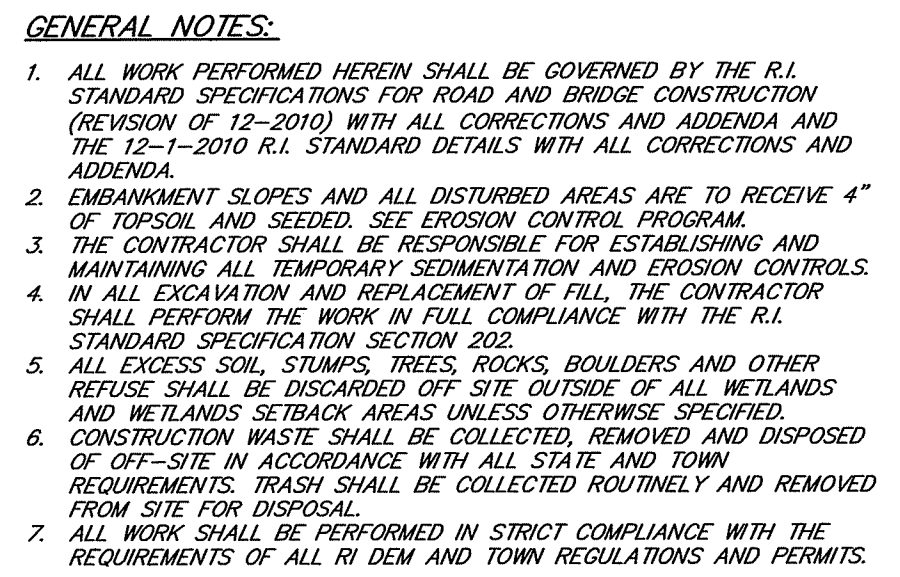 GENERAL NOTES:
1. ALL WORK PERFORMED HEREIN SHALL BE GOVERNED BY THE R.I.
STANDARD SPECIFICATIONS FOR ROAD AND BRIDGE CONSTRUCTION
(REVISION OF 12-2010) WITH ALL CORRECTIONS AND ADDENDA AND
THE 12-1-2010 R.I. STANDARD DETAILS WITH ALL CORRECTIONS AND
ADDENDA.
2. EMBANKMENT SLOPES AND ALL DISTURBED AREAS ARE TO RECEIVE 4"
OF TOPSOIL AND SEEDED. SEE EROSION CONTROL PROGRAM.
3. THE CONTRACTOR SHALL BE RESPONSIBLE FOR ESTABLISHING AND
MAINTAINING ALL TEMPORARY SEDIMENTATION AND EROSION CONTROLS.
4. IN ALL EXCAVATION AND REPLACEMENT OF FILL, THE CONTRACTOR
SHALL PERFORM THE WORK IN FULL COMPLIANCE WITH THE R.I.
STANDARD SPECIFICATION SECTION 202.
5. ALL EXCESS SOIL, STUMPS, TREES, ROCKS, BOULDERS AND OTHER
REFUSE SHALL BE DISCARDED OFF SITE OUTSIDE OF ALL WETLANDS
AND WETLANDS SETBACK AREAS UNLESS OTHERWISE SPECIFIED.
6. CONSTRUCTION WASTE SHALL BE COLLECTED, REMOVED AND DISPOSED
OF OFF-SITE IN ACCORDANCE WITH ALL STATE AND TOWN
REQUIREMENTS. TRASH SHALL BE COLLECTED ROUTINELY AND REMOVED
FROM SITE FOR DISPOSAL.
7. ALL WORK SHALL BE PERFORMED IN STRICT COMPLIANCE WITH THE
REQUIREMENTS OF ALL RI DEM AND TOWN REGULATIONS AND PERMITS.